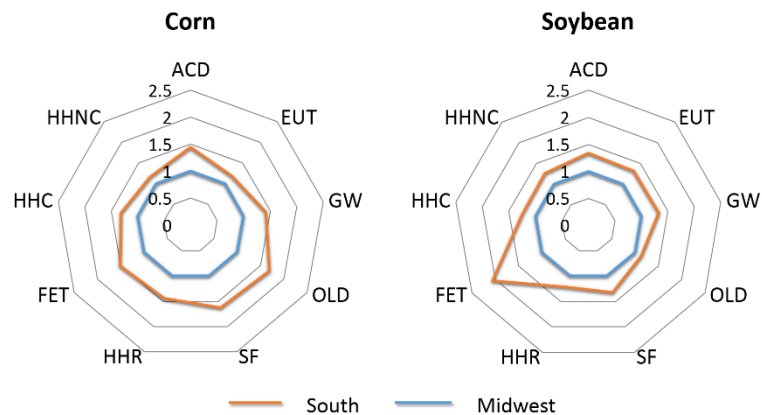 Corn
ACD
EUT
GW
OLD
SF
HHR
FET
HHC
HHNC
2.5
2
1.5
1
0.5
0
Soybean
ACD
EUT
GW
OLD
SF
HHR
FET
HHC
HHNC
2.5
2
1.5
1
0.5
0
South
Midwest